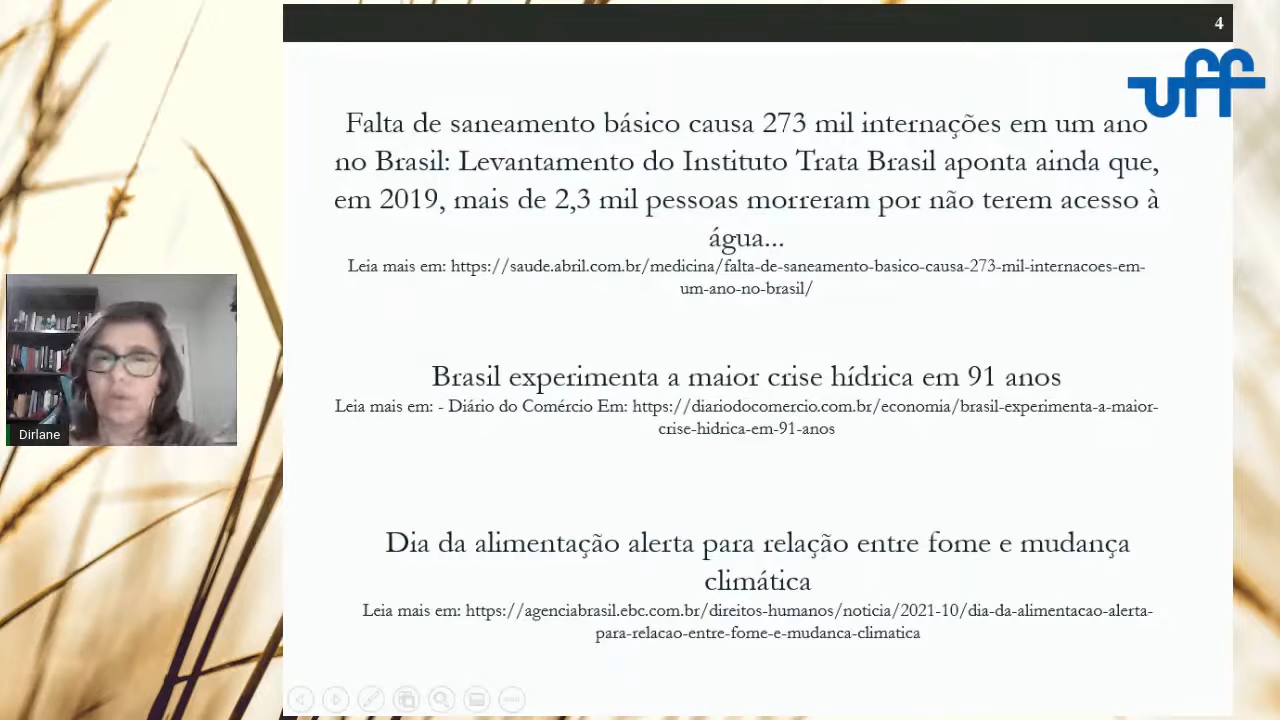 4
uff
Falta de saneamento básico causa 273 mil internações em um ano
no Brasil: Levantamento do Instituto Trata Brasil aponta ainda que,
em 2019, mais de 2,3 mil pessoas morreram por não terem acesso à
água...
Leia mais em: https://saude.abril.com.br/medicina/falta-de-saneamento-basico-causa-273-mil-internacoes-em-
um-ano-no-brasil/
Dirlane
Brasil experimenta a maior crise hídrica em 91 anos
Leia mais em: - Diário do Comércio Em: https://diariodocomercio.com.br/economia/brasil-experimenta-a-maior-
crise-hidrica-em-91-anos
Dia da alimentação alerta para relação entre fome e mudança
climática
Leia mais em: https://agenciabrasil.ebc.com.br/direitos-humanos/noticia/2021-10/dia-da-alimentacao-alerta-
para-relacao-entre-fome-e-mudanca-climatica